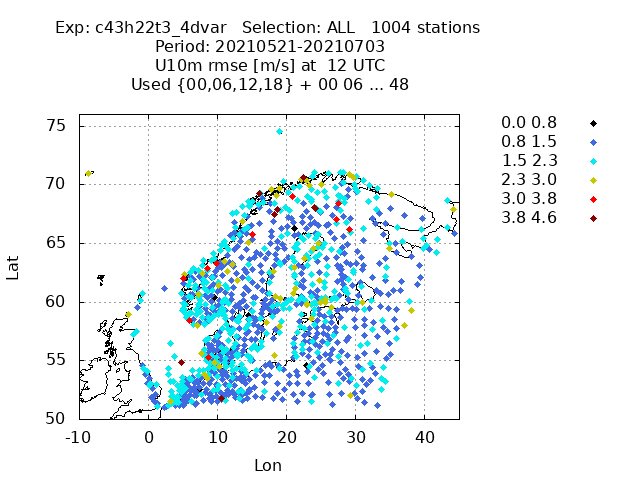 Exp: c43h22t3_4dvar   Selection: ALL   1004 stations
Period: 20210521-20210703
U10m rmse [m/s] at  12 UTC
Used {00,06,12,18} + 00 06 ... 48
0.0 0.8
0.8 1.5
1.5 2.3
2.3 3.0
3.0 3.8
3.8 4.6
75
70
65
60
55
50
Lat
-10 0 10 20 30 40
Lon